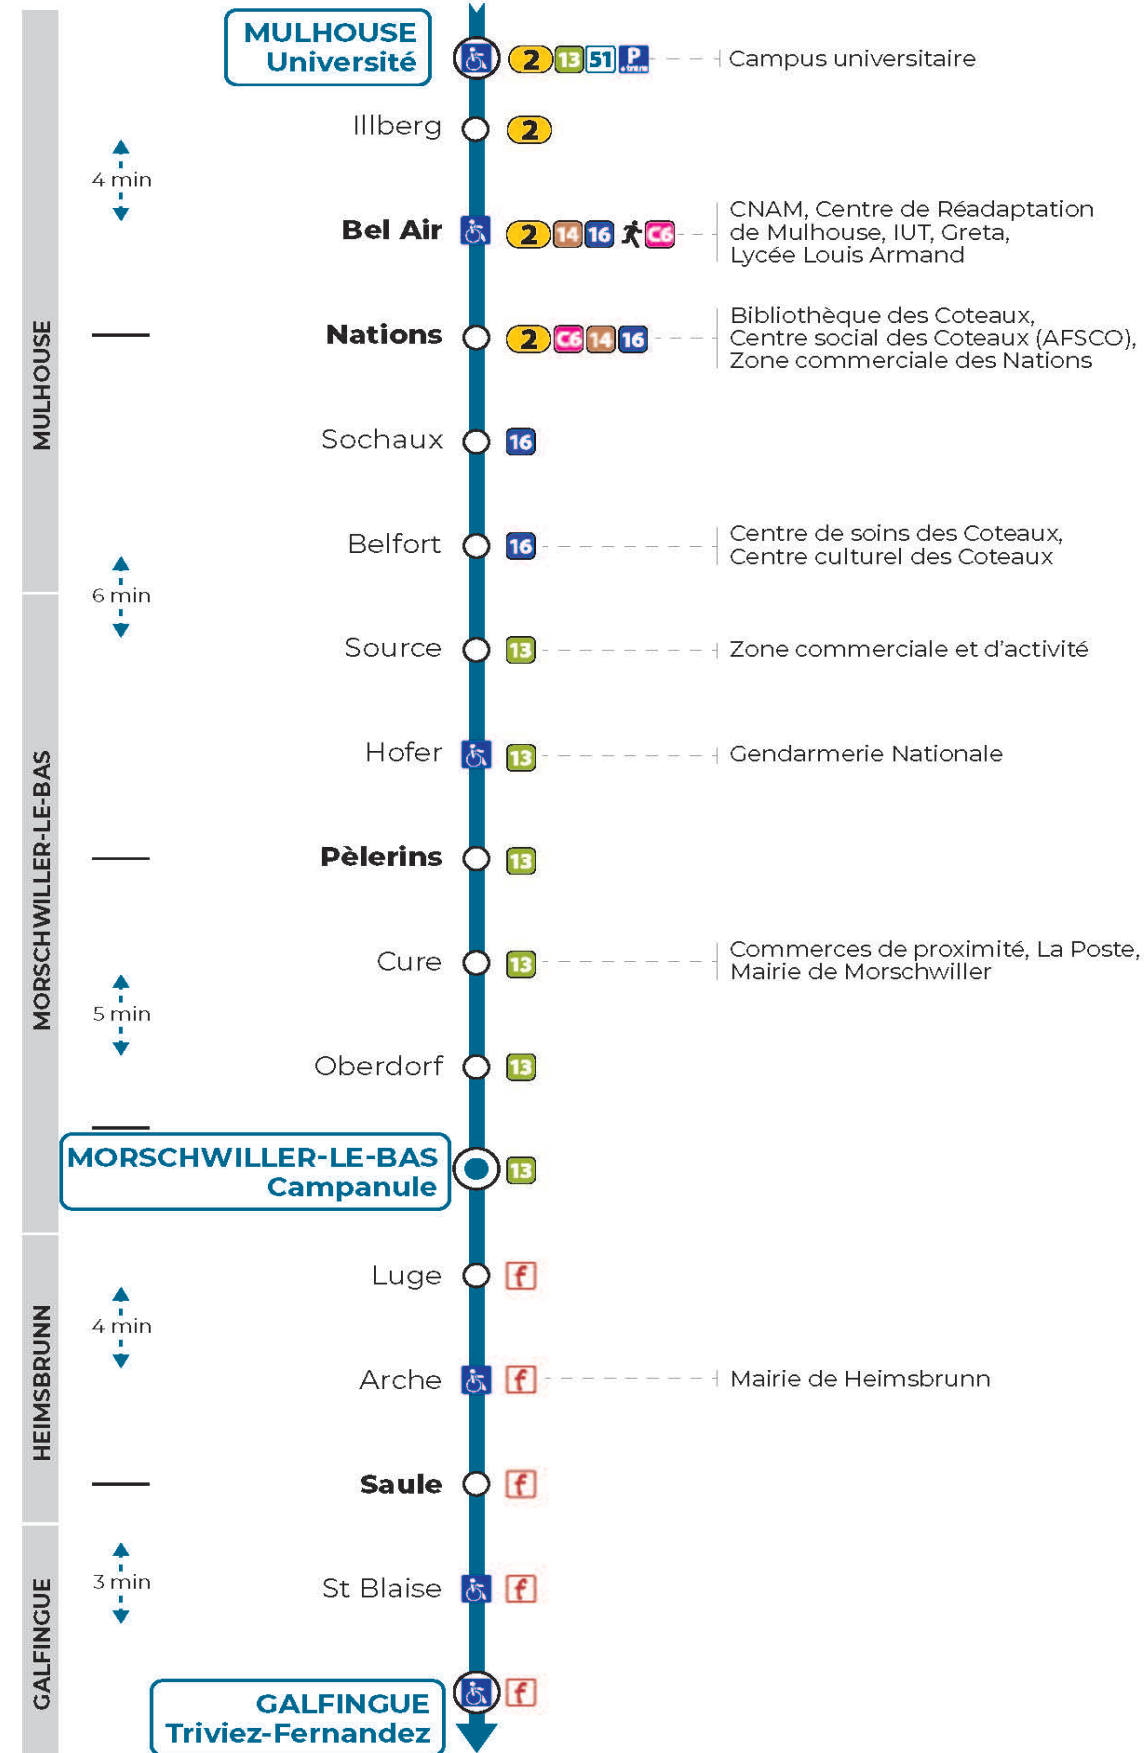 MULHOUSE
Université
2 13 51 P
Campus universitaire
Illberg
2
4 min
Bel Air
2 14 16 C6
CNAM, Centre de Réadaptation
de Mulhouse, IUT, Greta,
Lycée Louis Armand
Nations
2 C6 14 16
Bibliothèque des Coteaux,
Centre social des Coteaux (AFSCO),
Zone commerciale des Nations
MULHOUSE
Sochaux
16
Belfort
16
Centre de soins des Coteaux,
Centre culturel des Coteaux
6 min
Source
13
Zone commerciale et d'activité
Hofer
13
Gendarmerie Nationale
MORSCHWILLER-LE-BAS
Pèlerins
13
Cure
13
Commerces de proximité, La Poste,
Mairie de Morschwiller
5 min
Oberdorf
13
MORSCHWILLER-LE-BAS
Campanule
13
Luge
f
4 min
HEIMSBRUNN
Arche
f
Mairie de Heimsbrunn
Saule
f
3 min
St Blaise
f
GALFINGUE
GALFINGUE
Triviez-Fernandez
f